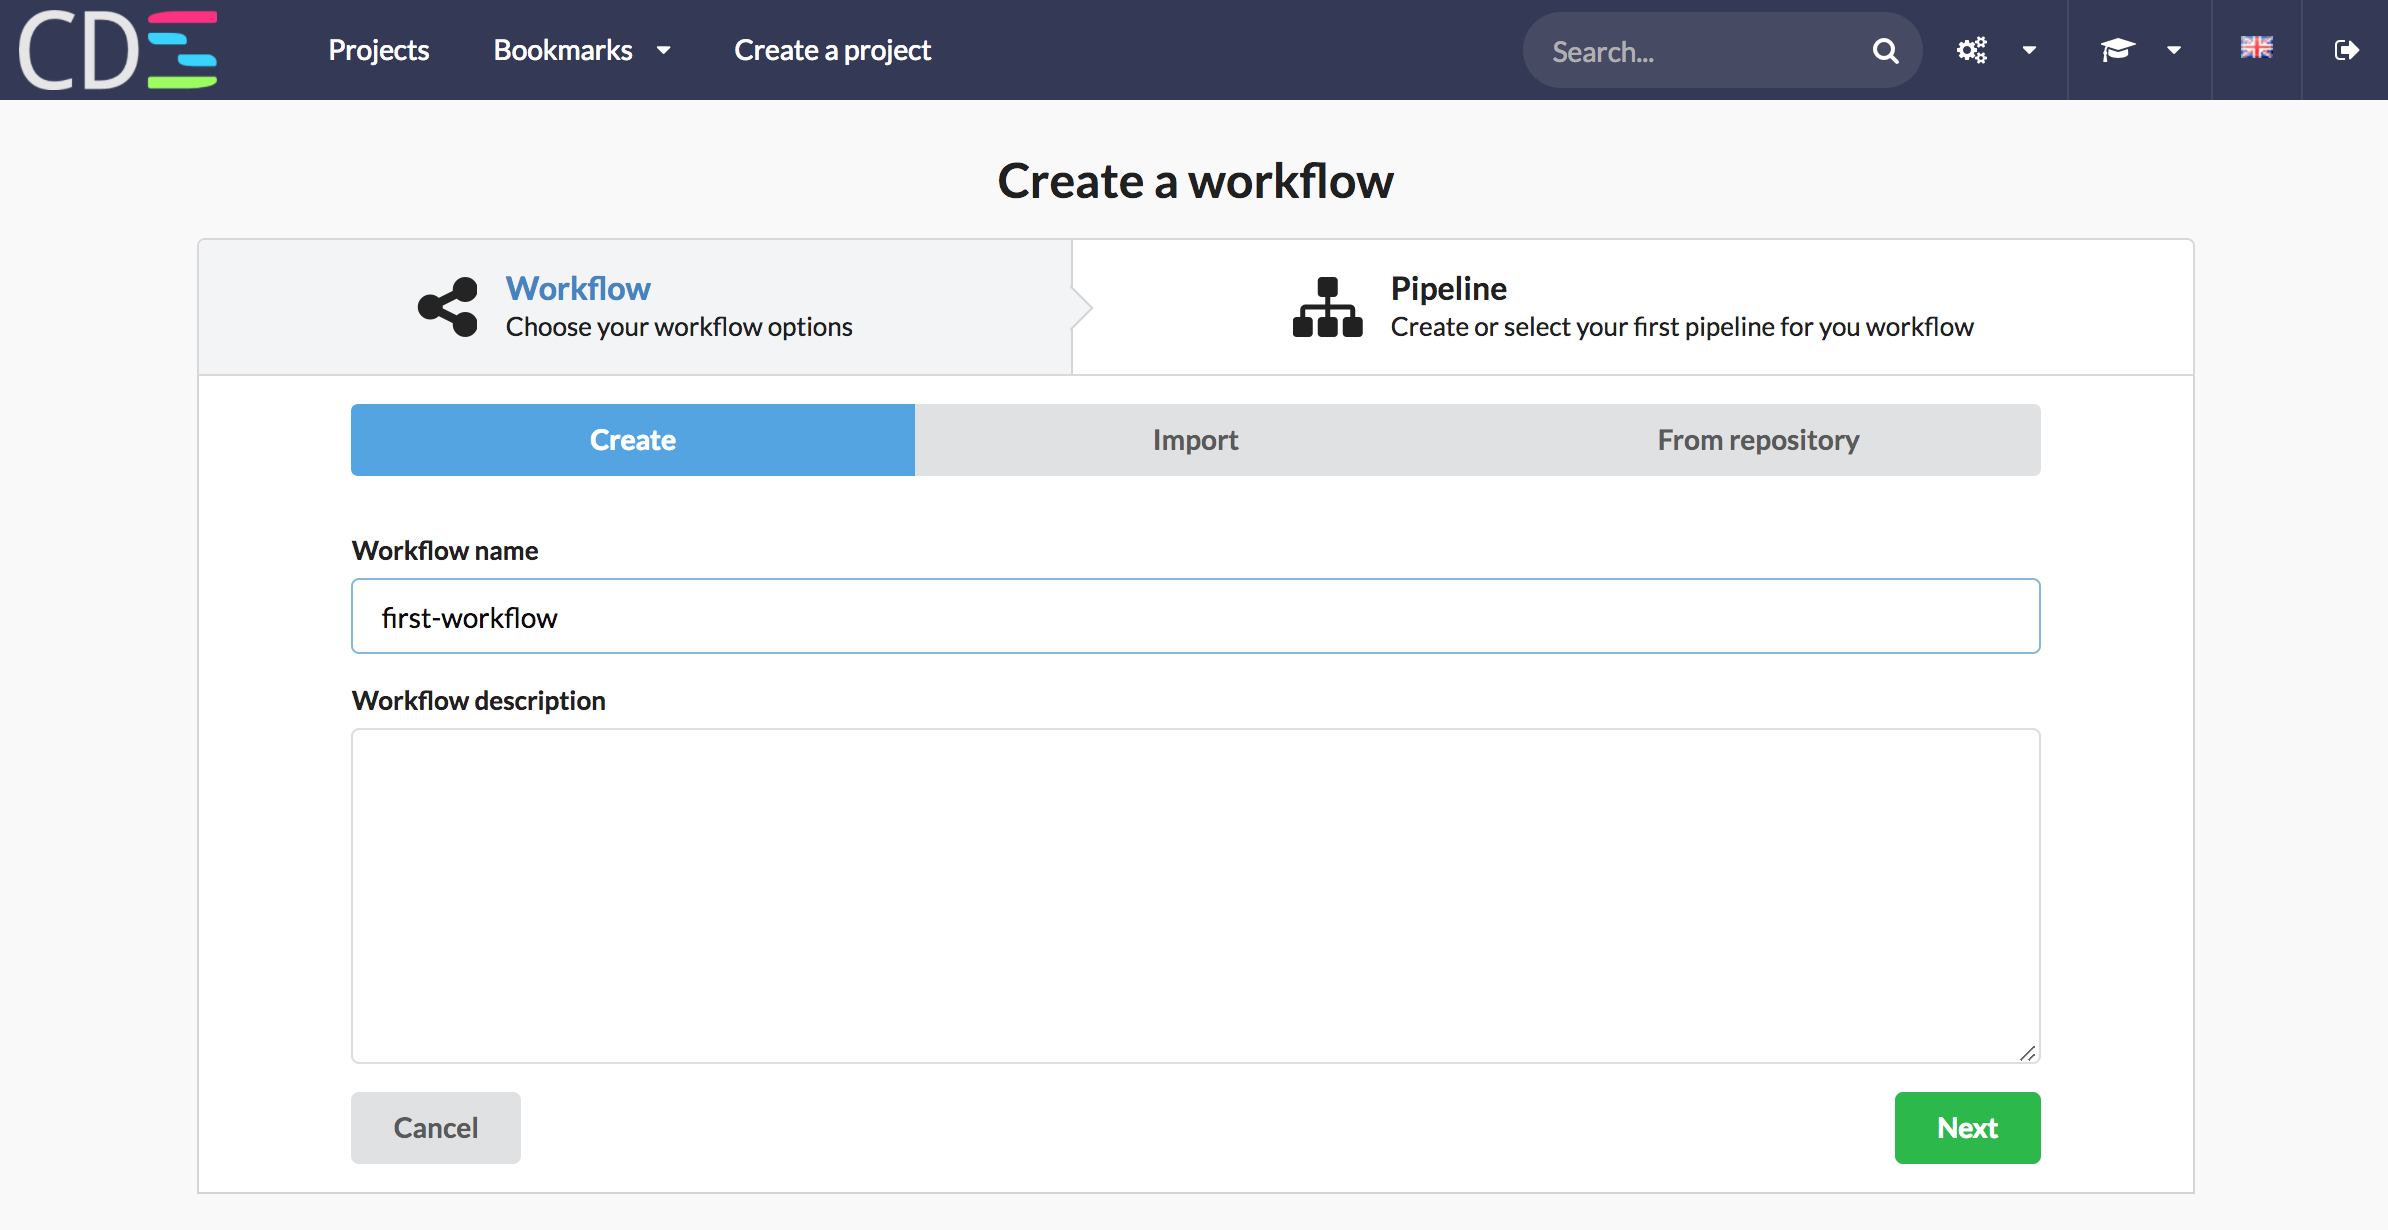 CDS
Projects Bookmarks Create a project Search...
Create a workflow
Workflow
Choose your workflow options
Pipeline
Create or select your first pipeline for you workflow
Create Import From repository
Workflow name
first-workflow
Workflow description
Cancel Next